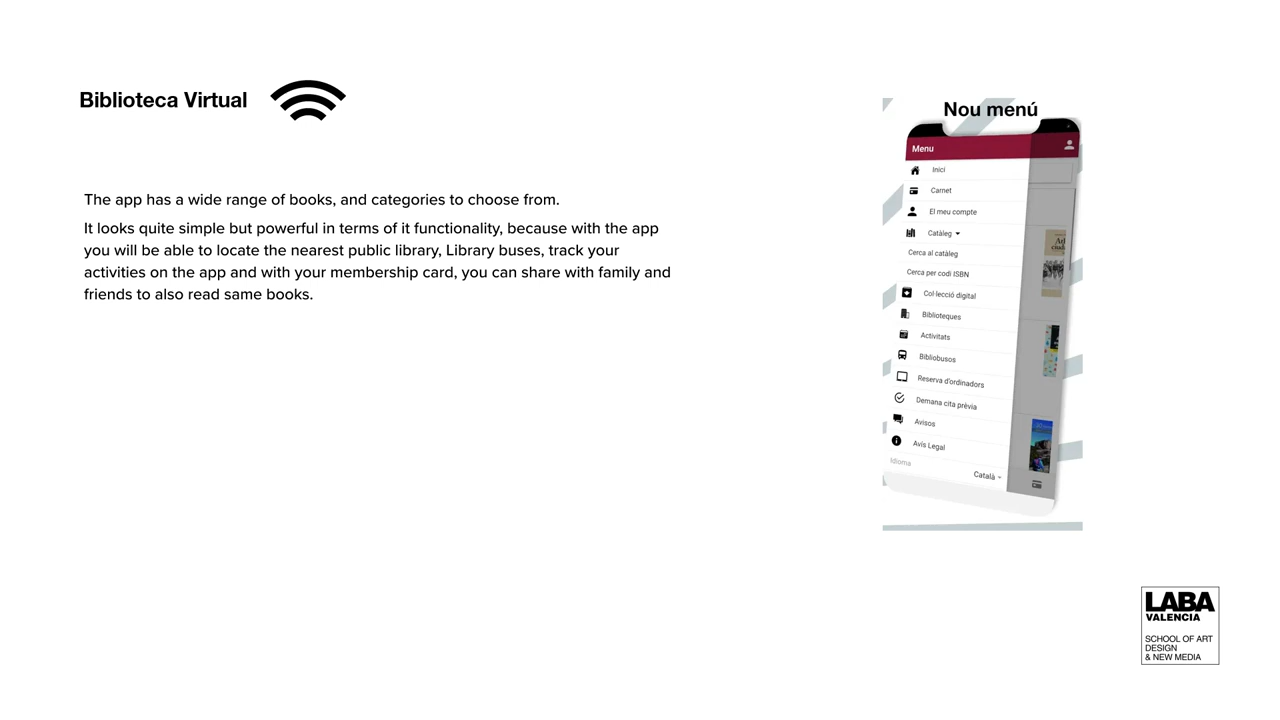 Biblioteca Virtual
The app has a wide range of books, and categories to choose from.
It looks quite simple but powerful in terms of it functionality, because with the app
you will be able to locate the nearest public library, Library buses, track your
activities on the app and with your membership card, you can share with family and
friends to also read same books.
Nou menú
Menu
Inici
Carnet
El meu compte
Catàleg
Cerca al catàleg
Cerca per codi ISBN
Col·lecció digital
Biblioteques
Activitats
Bibliobusos
Reserva d'ordinadors
Demana cita prèvia
Avisos
Avís Legal
Idioma
Català
LABA
VALENCIA
SCHOOL OF ART
DESIGN
& NEW MEDIA